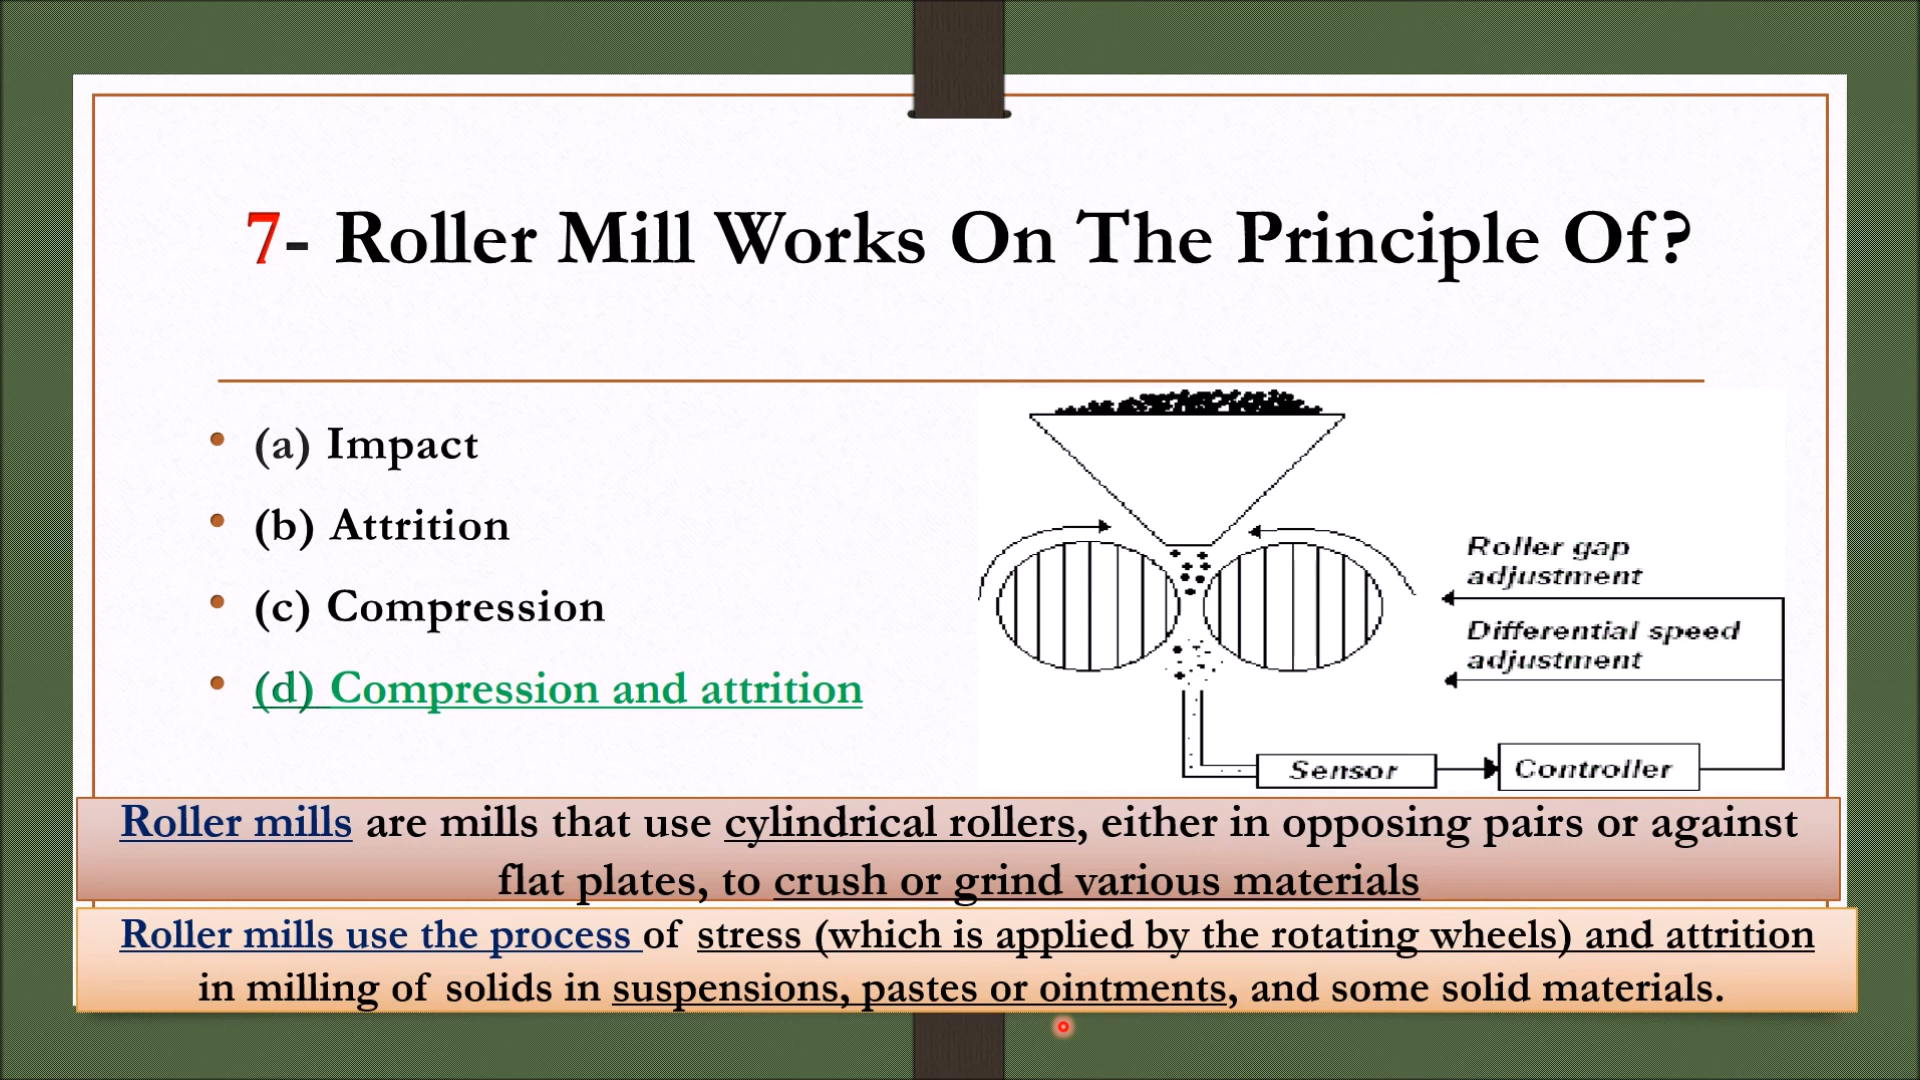 7- Roller Mill Works On The Principle Of?
(a) Impact
(b) Attrition
(c) Compression
(d) Compression and attrition
Roller gap
adjustment
Differential speed
adjustment
Sensor
Controller
Roller mills are mills that use cylindrical rollers, either in opposing pairs or against
flat plates, to crush or grind various materials
Roller mills use the process of stress (which is applied by the rotating wheels) and attrition
in milling of solids in suspensions, pastes or ointments, and some solid materials.